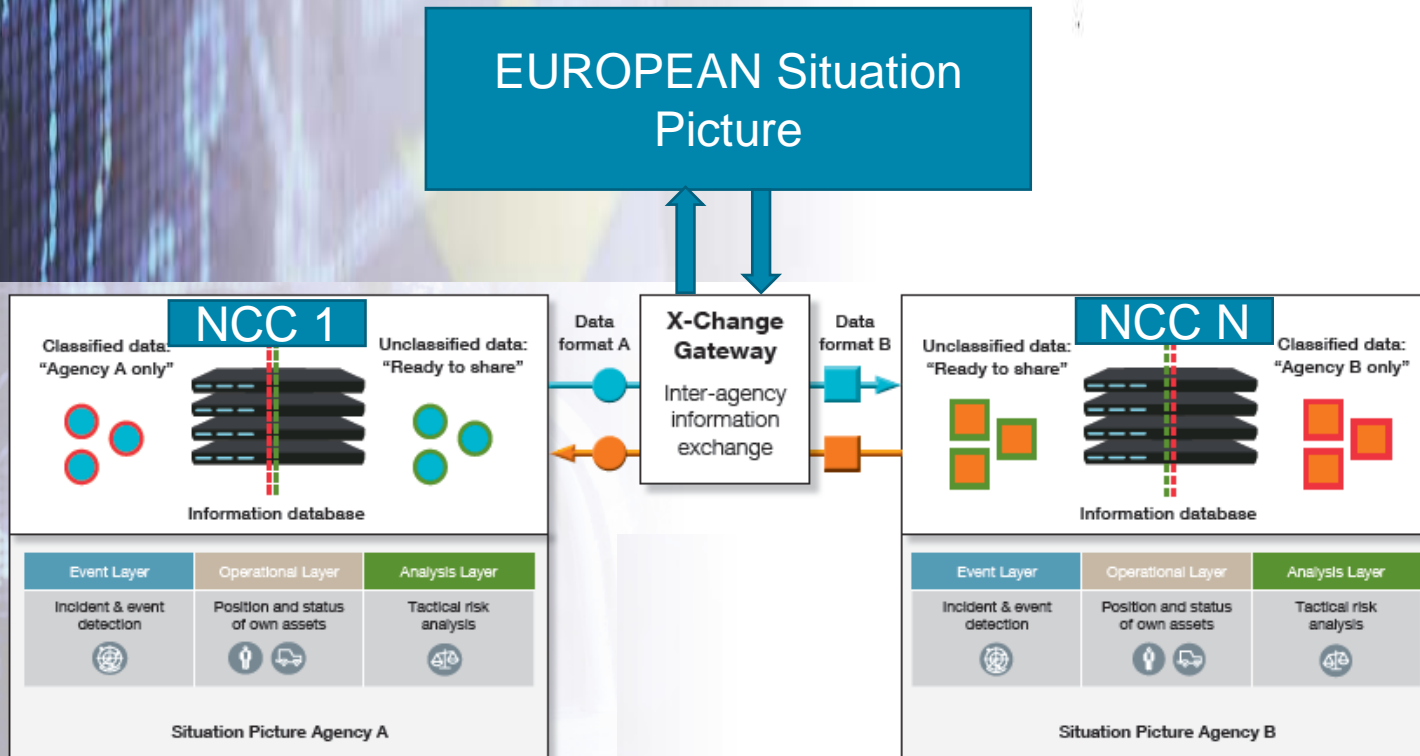 EUROPEAN Situation
Picture
NCC 1
Classified data:
"Agency A only"
Unclassified data:
"Ready to share"
Information database
Event Layer
Operational Layer
Analysis Layer
Incident & event
detection
Position and status
of own assets
Tactical risk
analysis
Situation Picture Agency A
Data
format A
X-Change
Gateway
Inter-agency
information
exchange
Data
format B
NCC N
Unclassified data:
"Ready to share"
Classified data:
"Agency B only"
Information database
Event Layer
Operational Layer
Analysis Layer
Incident & event
detection
Position and status
of own assets
Tactical risk
analysis
Situation Picture Agency B